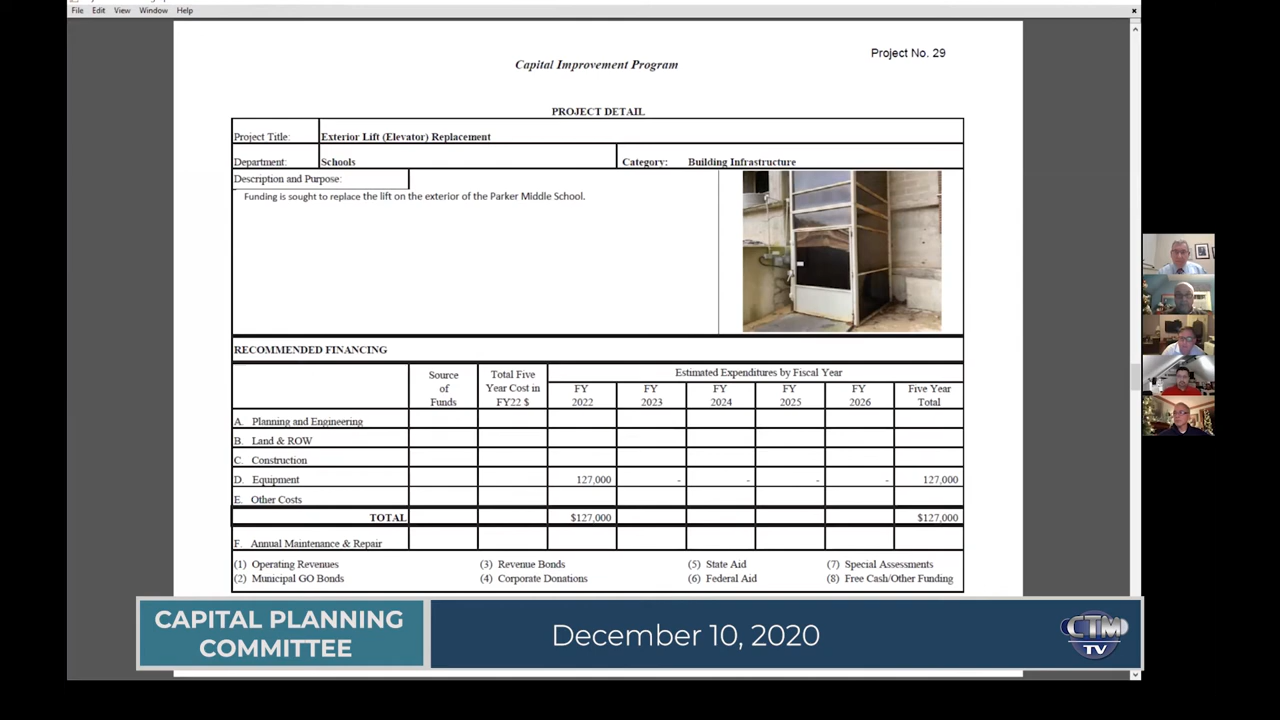 File Edit View Window Help
Project No. 29
Capital Improvement Program
PROJECT DETAIL
Project Title: Exterior Lift (Elevator) Replacement
Department: Schools Category: Building Infrastructure
Description and Purpose:
Funding is sought to replace the lift on the exterior of the Parker Middle School.
RECOMMENDED FINANCING
Source of Funds
Total Five Year Cost in FY22 $
Estimated Expenditures by Fiscal Year
FY 2022 FY 2023 FY 2024 FY 2025 FY 2026 Five Year Total
A. Planning and Engineering
B. Land & ROW
C. Construction
D. Equipment 127,000 - - - - 127,000
E. Other Costs
TOTAL $127,000 $127,000
F. Annual Maintenance & Repair
(1) Operating Revenues (3) Revenue Bonds (5) State Aid (7) Special Assessments
(2) Municipal GO Bonds (4) Corporate Donations (6) Federal Aid (8) Free Cash/Other Funding
CAPITAL PLANNING
COMMITTEE
December 10, 2020
CTM
TV